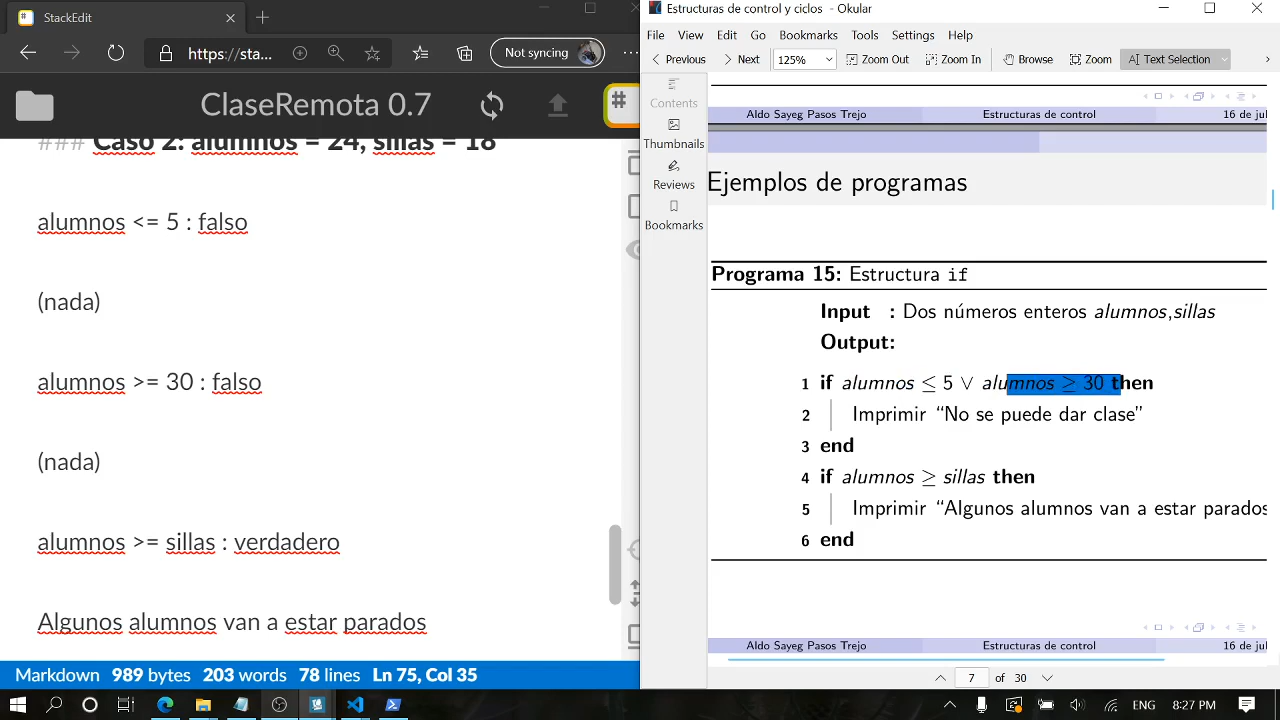 StackEdit
https://sta...
Not syncing
ClaseRemota 0.7
### Caso 2: alumnos = 24, sillas = 18
alumnos <= 5 : falso
(nada)
alumnos >= 30 : falso
(nada)
alumnos >= sillas : verdadero
Algunos alumnos van a estar parados
Markdown 989 bytes 203 words 78 lines Ln 75, Col 35
Estructuras de control y ciclos - Okular
File View Edit Go Bookmarks Tools Settings Help
Previous Next 125% Zoom Out Zoom In Browse Zoom Text Selection
Contents
Thumbnails
Reviews
Bookmarks
Aldo Sayeg Pasos Trejo Estructuras de control 16 de jul
Ejemplos de programas
Programa 15: Estructura if
Input : Dos números enteros alumnos,sillas
Output:
1 if alumnos ≤ 5 ∨ alumnos ≥ 30 then
2 Imprimir “No se puede dar clase”
3 end
4 if alumnos ≥ sillas then
5 Imprimir “Algunos alumnos van a estar parados
6 end
Aldo Sayeg Pasos Trejo Estructuras de control 16 de jul
7 of 30
ENG 8:27 PM